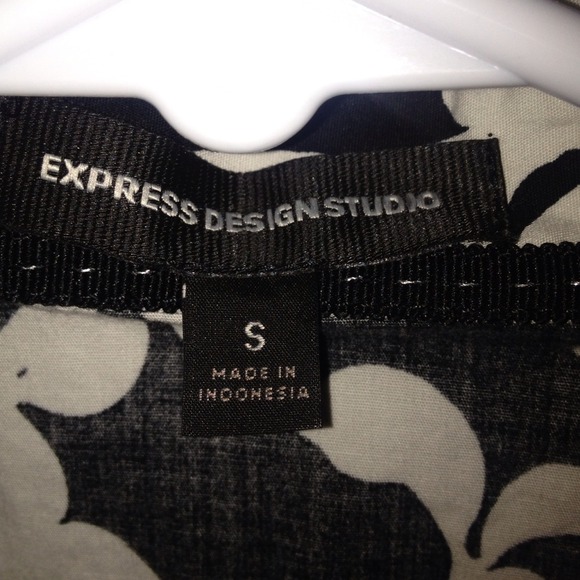 EXPRESS DESIGN STUDIO
S
MADE IN
INDONESIA